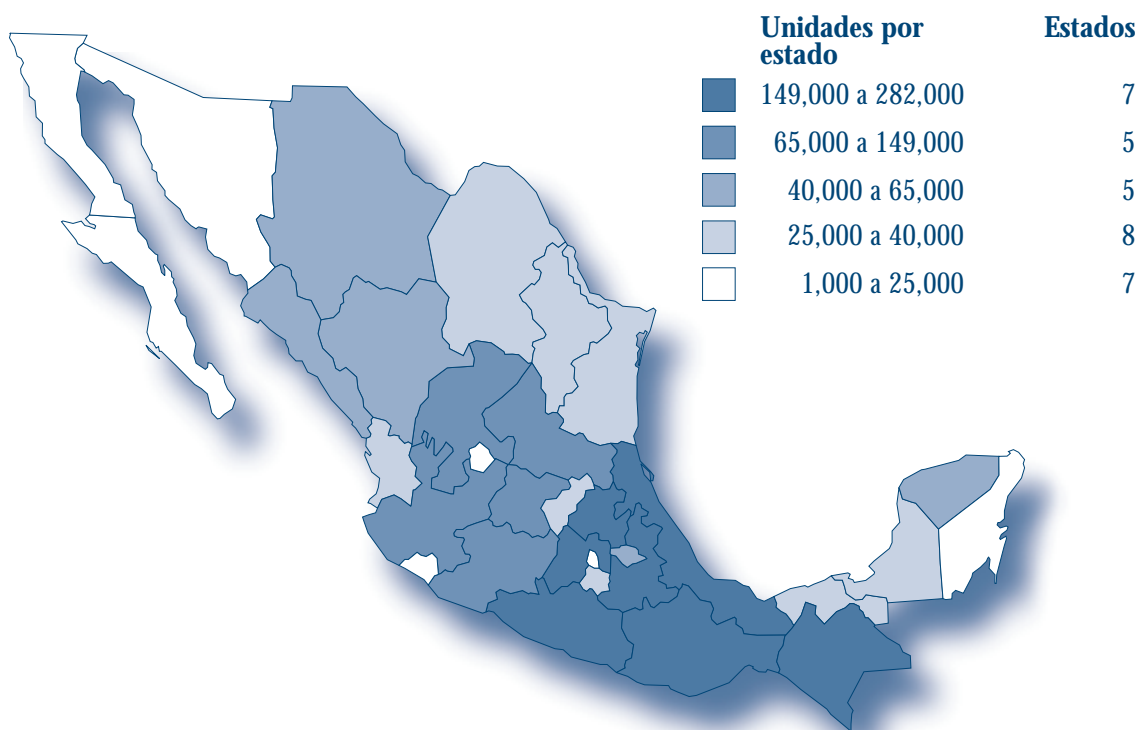 Unidades por estado Estados
149,000 a 282,000 7
65,000 a 149,000 5
40,000 a 65,000 5
25,000 a 40,000 8
1,000 a 25,000 7